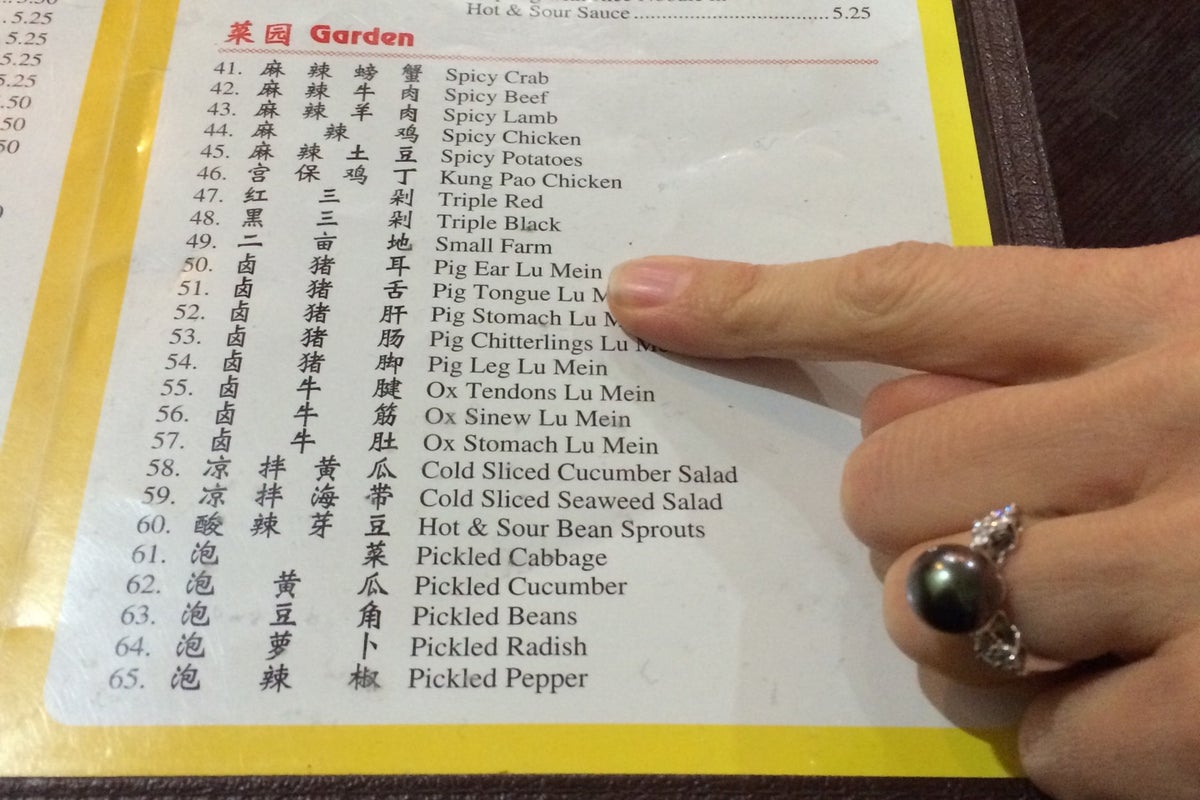 5.25
5.25
5.25
5.25
.50
50
50
Hot & Sour Sauce 5.25
菜园 Garden
41. 麻辣螃蟹 Spicy Crab
42. 麻辣牛肉 Spicy Beef
43. 麻辣羊肉 Spicy Lamb
44. 麻辣鸡 Spicy Chicken
45. 麻辣土豆 Spicy Potatoes
46. 宫保鸡丁 Kung Pao Chicken
47. 红三剁 Triple Red
48. 黑三剁 Triple Black
49. 二亩地 Small Farm
50. 卤猪耳 Pig Ear Lu Mein
51. 卤猪舌 Pig Tongue Lu
52. 卤猪肝 Pig Stomach Lu
53. 卤猪肠 Pig Chitterlings Lu
54. 卤猪脚 Pig Leg Lu Mein
55. 卤牛腱 Ox Tendons Lu Mein
56. 卤牛筋 Ox Sinew Lu Mein
57. 卤牛肚 Ox Stomach Lu Mein
58. 凉拌黄瓜 Cold Sliced Cucumber Salad
59. 凉拌海带 Cold Sliced Seaweed Salad
60. 酸辣芽豆 Hot & Sour Bean Sprouts
61. 泡菜 Pickled Cabbage
62. 泡黄瓜 Pickled Cucumber
63. 泡豆角 Pickled Beans
64. 泡萝卜 Pickled Radish
65. 泡辣椒 Pickled Pepper